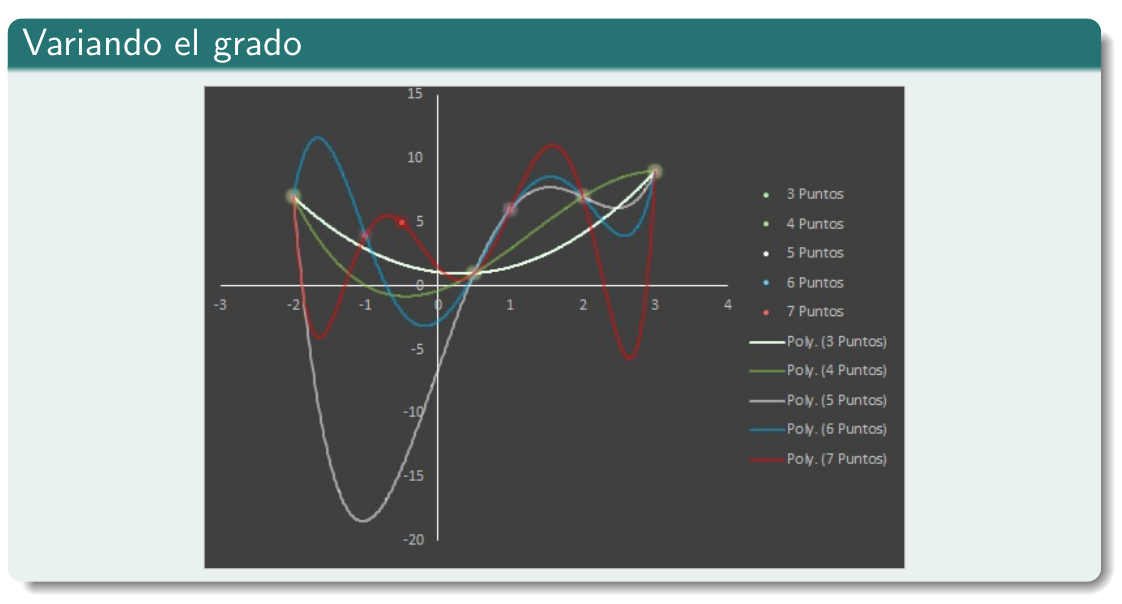 Variando el grado
15
10
5
0
-5
-10
-15
-20
-3 -2 -1 0 1 2 3 4
3 Puntos
4 Puntos
5 Puntos
6 Puntos
7 Puntos
Poly. (3 Puntos)
Poly. (4 Puntos)
Poly. (5 Puntos)
Poly. (6 Puntos)
Poly. (7 Puntos)